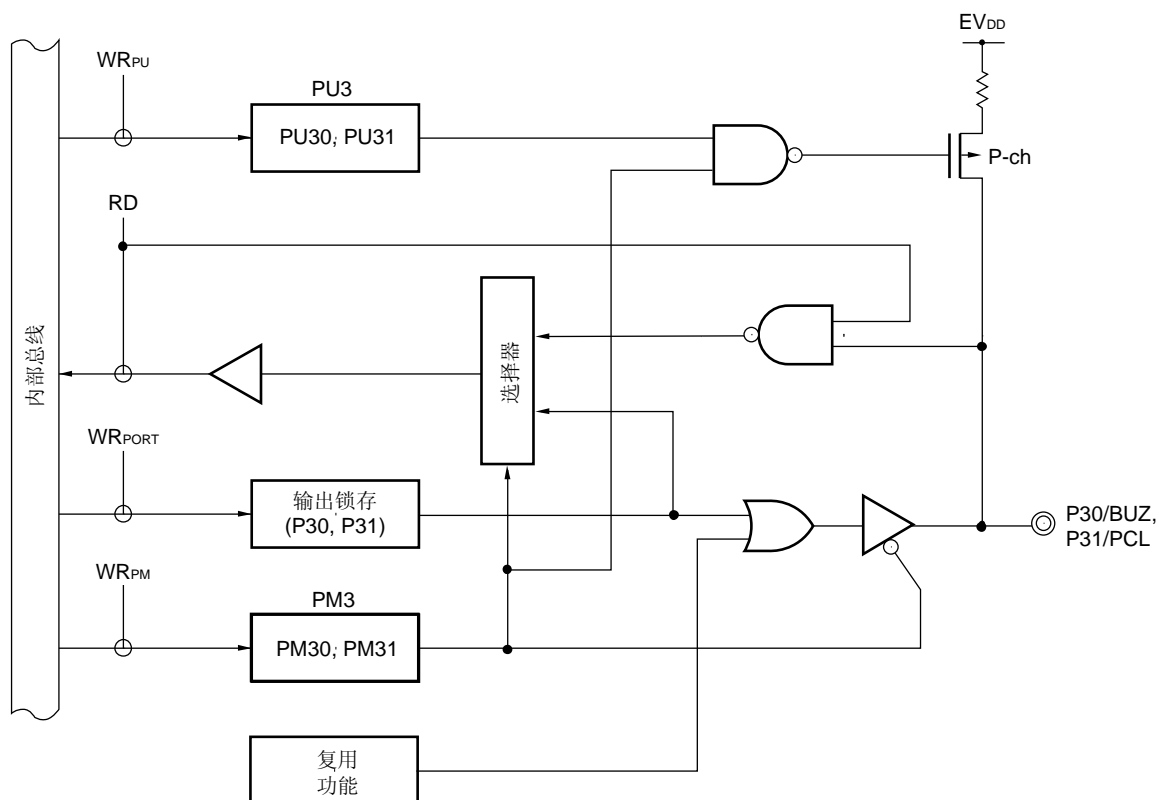 EVDD
WRPU
PU3
PU30, PU31
P-ch
RD
内部总线
选择器
WRPORT
输出锁存
(P30, P31)
P30/BUZ,
P31/PCL
WRPM
PM3
PM30, PM31
复用
功能